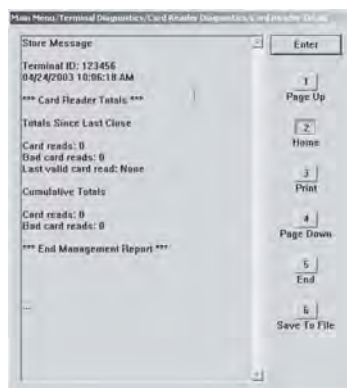 Main Menu/Terminal Diagnostics/Card Reader Diagnostics/Card Reader Totals
Store Message
Terminal ID: 123456
04/24/2003 10:06:18 AM
*** Card Reader Totals ***
Totals Since Last Close
Card reads: 0
Bad card reads: 0
Last valid card read: None
Cumulative Totals
Card reads: 0
Bad card reads: 0
*** End Management Report ***
...
Enter
1
Page Up
2
Home
3
Print
4
Page Down
5
End
6
Save To File